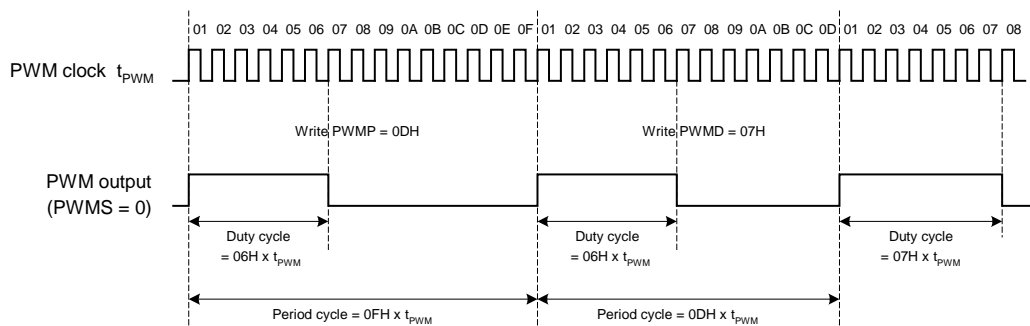 01 02 03 04 05 06 07 08 09 0A 0B 0C 0D 0E 0F 01 02 03 04 05 06 07 08 09 0A 0B 0C 0D 01 02 03 04 05 06 07 08
PWM clock tPWM
Write PWMP = 0DH Write PWMD = 07H
PWM output
(PWMS = 0)
Duty cycle
= 06H x tPWM
Duty cycle
= 06H x tPWM
Duty cycle
= 07H x tPWM
Period cycle = 0FH x tPWM
Period cycle = 0DH x tPWM